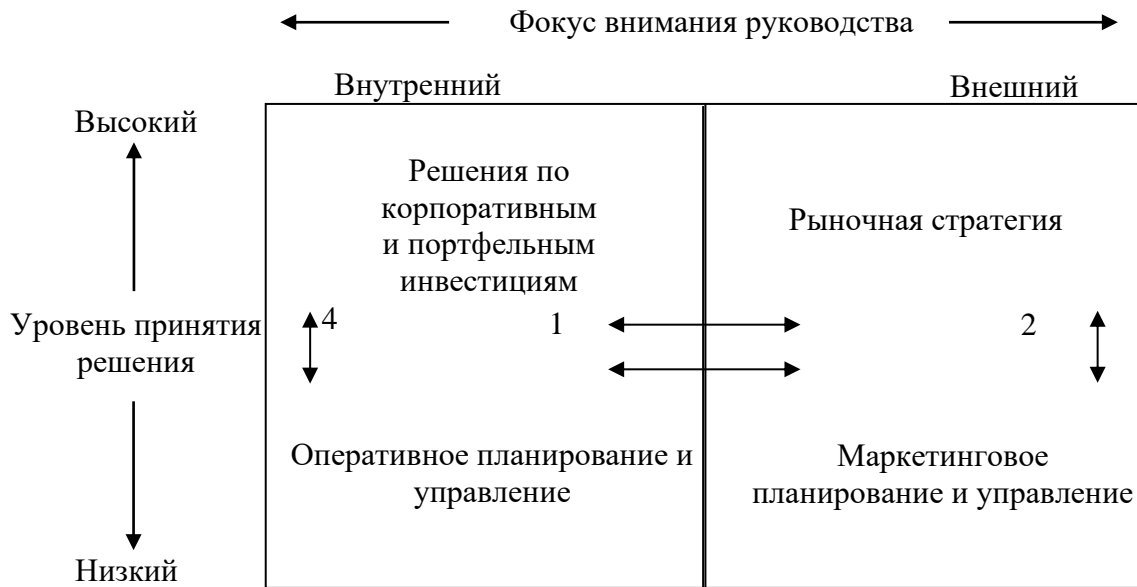 Фокус внимания руководства
Внутренний
Внешний
Высокий
Решения по
корпоративным
и портфельным
инвестициям
Рыночная стратегия
Уровень принятия
решения
4
1
2
Оперативное планирование и
управление
Маркетинговое
планирование и управление
Низкий